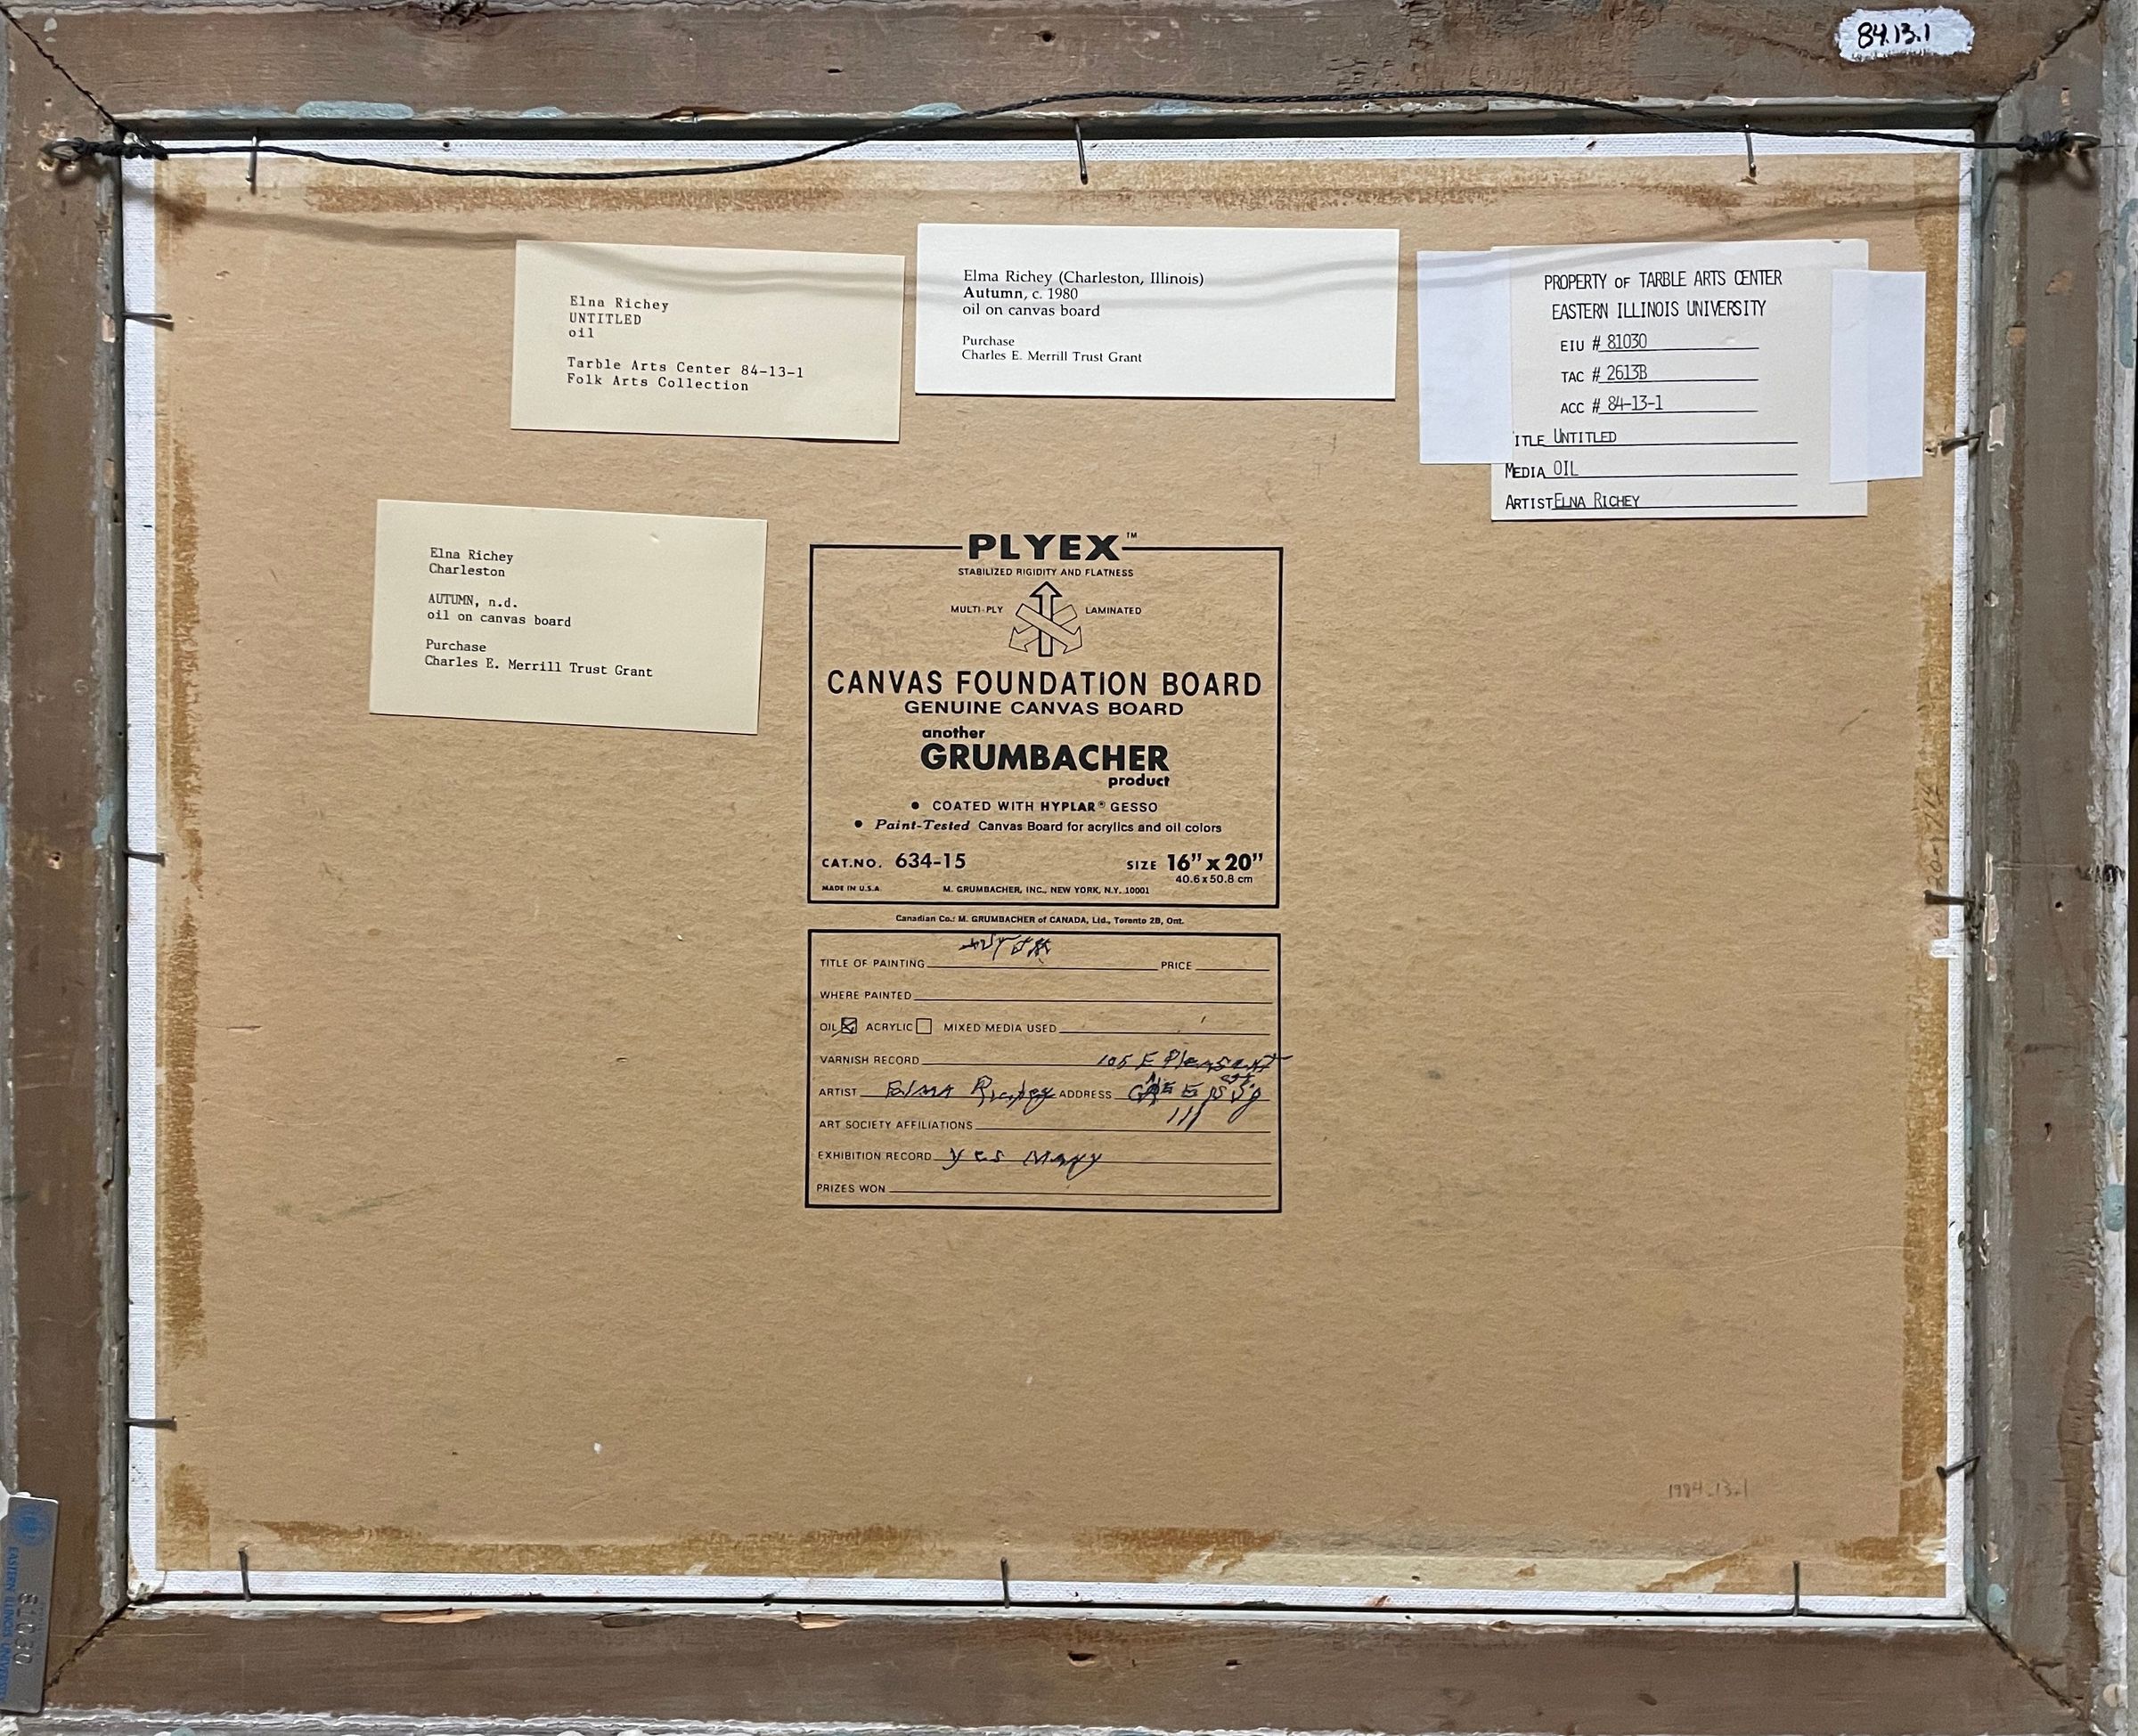 84.13.1
Elna Richey
UNTITLED
oil
Tarble Arts Center 84-13-1
Folk Arts Collection
Elma Richey (Charleston, Illinois)
Autumn, c. 1980
oil on canvas board
Purchase
Charles E. Merrill Trust Grant
PROPERTY OF TARBLE ARTS CENTER
EASTERN ILLINOIS UNIVERSITY
EIU # 81030
TAC # 2613B
ACC # 84-13-1
ITLE UNTITLED
MEDIA OIL
ARTIST ELNA RICHEY
Elna Richey
Charleston
AUTUMN, n.d.
oil on canvas board
Purchase
Charles E. Merrill Trust Grant
PLYEX™
STABILIZED RIGIDITY AND FLATNESS
MULTI-PLY LAMINATED
CANVAS FOUNDATION BOARD
GENUINE CANVAS BOARD
another
GRUMBACHER
product
• COATED WITH HYPLAR® GESSO
• Paint-Tested Canvas Board for acrylics and oil colors
CAT.NO. 634-15 SIZE 16" x 20"
40.6 x 50.8 cm
MADE IN U.S.A. M. GRUMBACHER, INC., NEW YORK, N.Y. 10001
Canadian Co.: M. GRUMBACHER of CANADA, Ltd., Toronto 2B, Ont.
TITLE OF PAINTING PRICE
WHERE PAINTED
OIL ACRYLIC MIXED MEDIA USED
VARNISH RECORD 105 E Pleasant
ARTIST Elma Richey ADDRESS
Ill
ART SOCIETY AFFILIATIONS
EXHIBITION RECORD yes many
PRIZES WON
1984.13.1
EASTERN ILLINOIS UNIVERSITY
81030